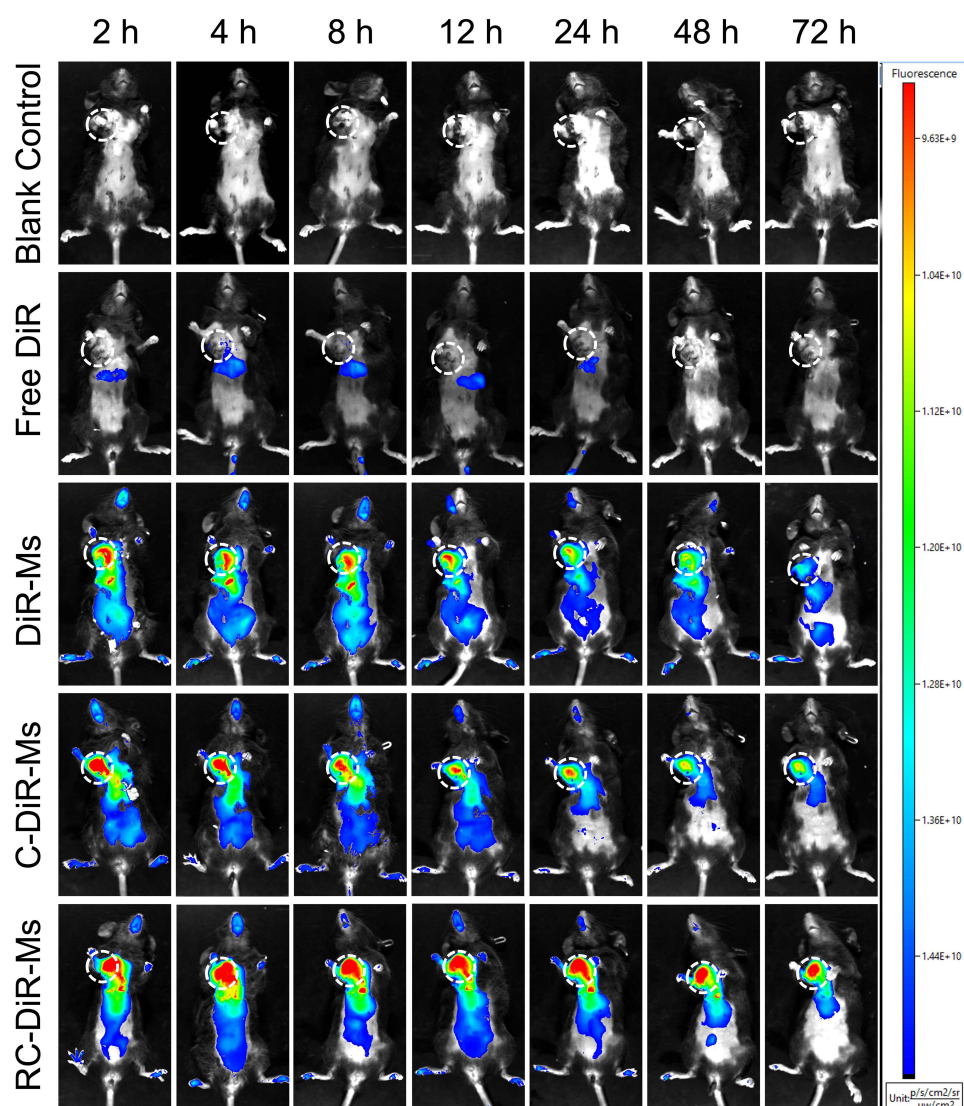 2 h 4 h 8 h 12 h 24 h 48 h 72 h
Blank Control
Free DiR
DiR-Ms
C-DiR-Ms
RC-DiR-Ms
Fluorescence
9.63E+9
1.04E+10
1.12E+10
1.20E+10
1.28E+10
1.36E+10
1.44E+10
Unit: p/s/cm2/sr
uw/cm2